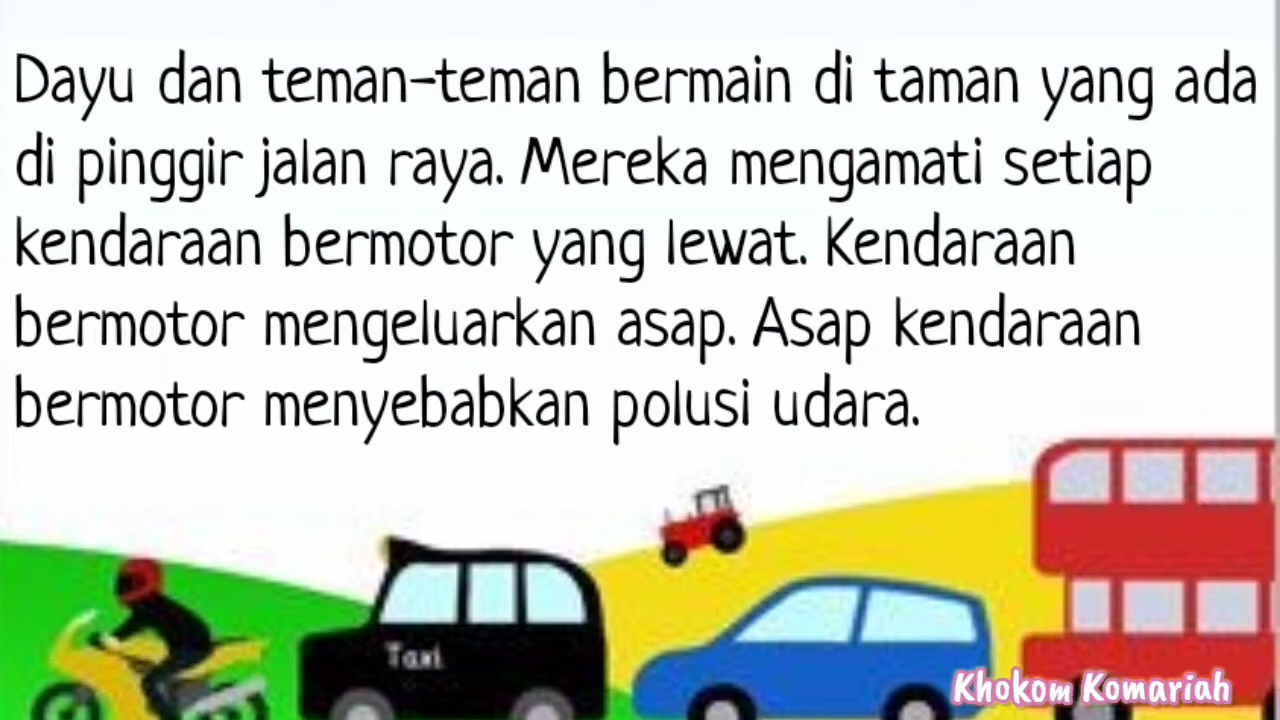 Dayu dan teman-teman bermain di taman yang ada
di pinggir jalan raya. Mereka mengamati setiap
kendaraan bermotor yang lewat. Kendaraan
bermotor mengeluarkan asap. Asap kendaraan
bermotor menyebabkan polusi udara.
Taxi
Khokom Komariah